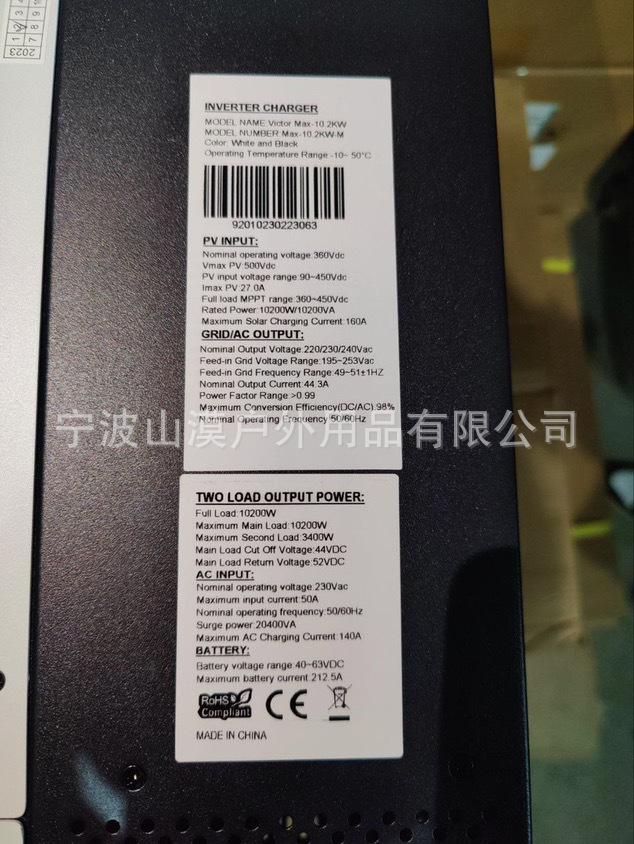 1 2 3 4
7 8 9 10
2023
INVERTER CHARGER
MODEL NAME:Victor Max-10.2KW
MODEL NUMBER:Max-10.2KW-M
Color: White and Black
Operating Temperature Range:-10~ 50°C
92010230223063
PV INPUT:
Nominal operating voltage:360Vdc
Vmax PV:500Vdc
PV input voltage range:90~450Vdc
Imax PV:27.0A
Full load MPPT range:360~450Vdc
Rated Power:10200W/10200VA
Maximum Solar Charging Current:160A
GRID/AC OUTPUT:
Nominal Output Voltage:220/230/240Vac
Feed-in Grid Voltage Range:195~253Vac
Feed-in Grid Frequency Range:49~51±1HZ
Nominal Output Current:44.3A
Power Factor Range:>0.99
Maximum Conversion Efficiency(DC/AC):98%
Nominal Operating Frequency:50/60Hz
宁波山漠户外用品有限公司
TWO LOAD OUTPUT POWER:
Full Load:10200W
Maximum Main Load:10200W
Maximum Second Load:3400W
Main Load Cut Off Voltage:44VDC
Main Load Return Voltage:52VDC
AC INPUT:
Nominal operating voltage:230Vac
Maximum input current:50A
Nominal operating frequency:50/60Hz
Surge power:20400VA
Maximum AC Charging Current:140A
BATTERY:
Battery voltage range:40~63VDC
Maximum battery current:212.5A
RoHS
Compliant
CE
MADE IN CHINA